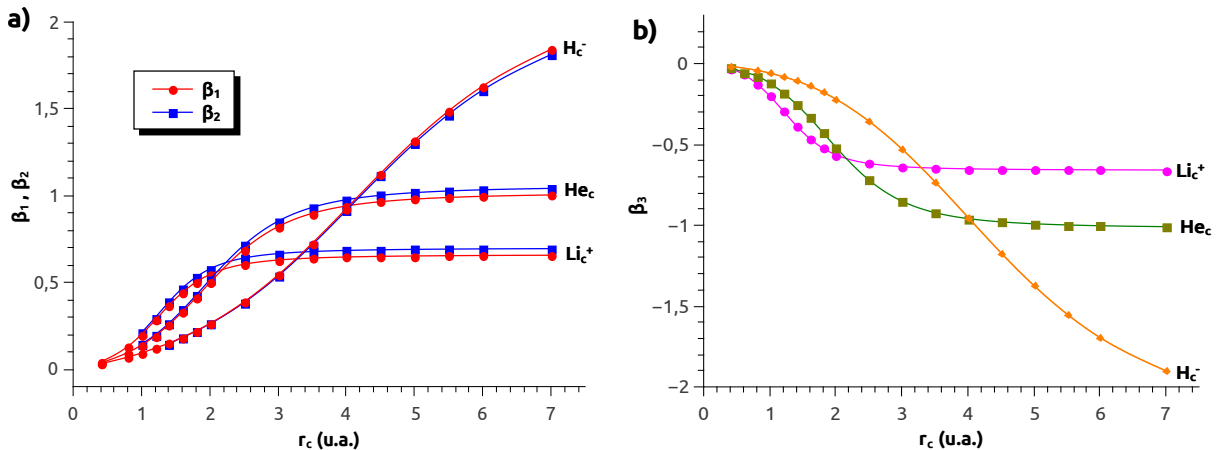 a)
2
1,5
1
0,5
0
β₁ , β₂
β₁
β₂
H꜀⁻
He꜀
Li꜀⁺
0 1 2 3 4 5 6 7
r꜀ (u.a.)
b)
0
−0,5
−1
−1,5
−2
β₃
Li꜀⁺
He꜀
H꜀⁻
0 1 2 3 4 5 6 7
r꜀ (u.a.)